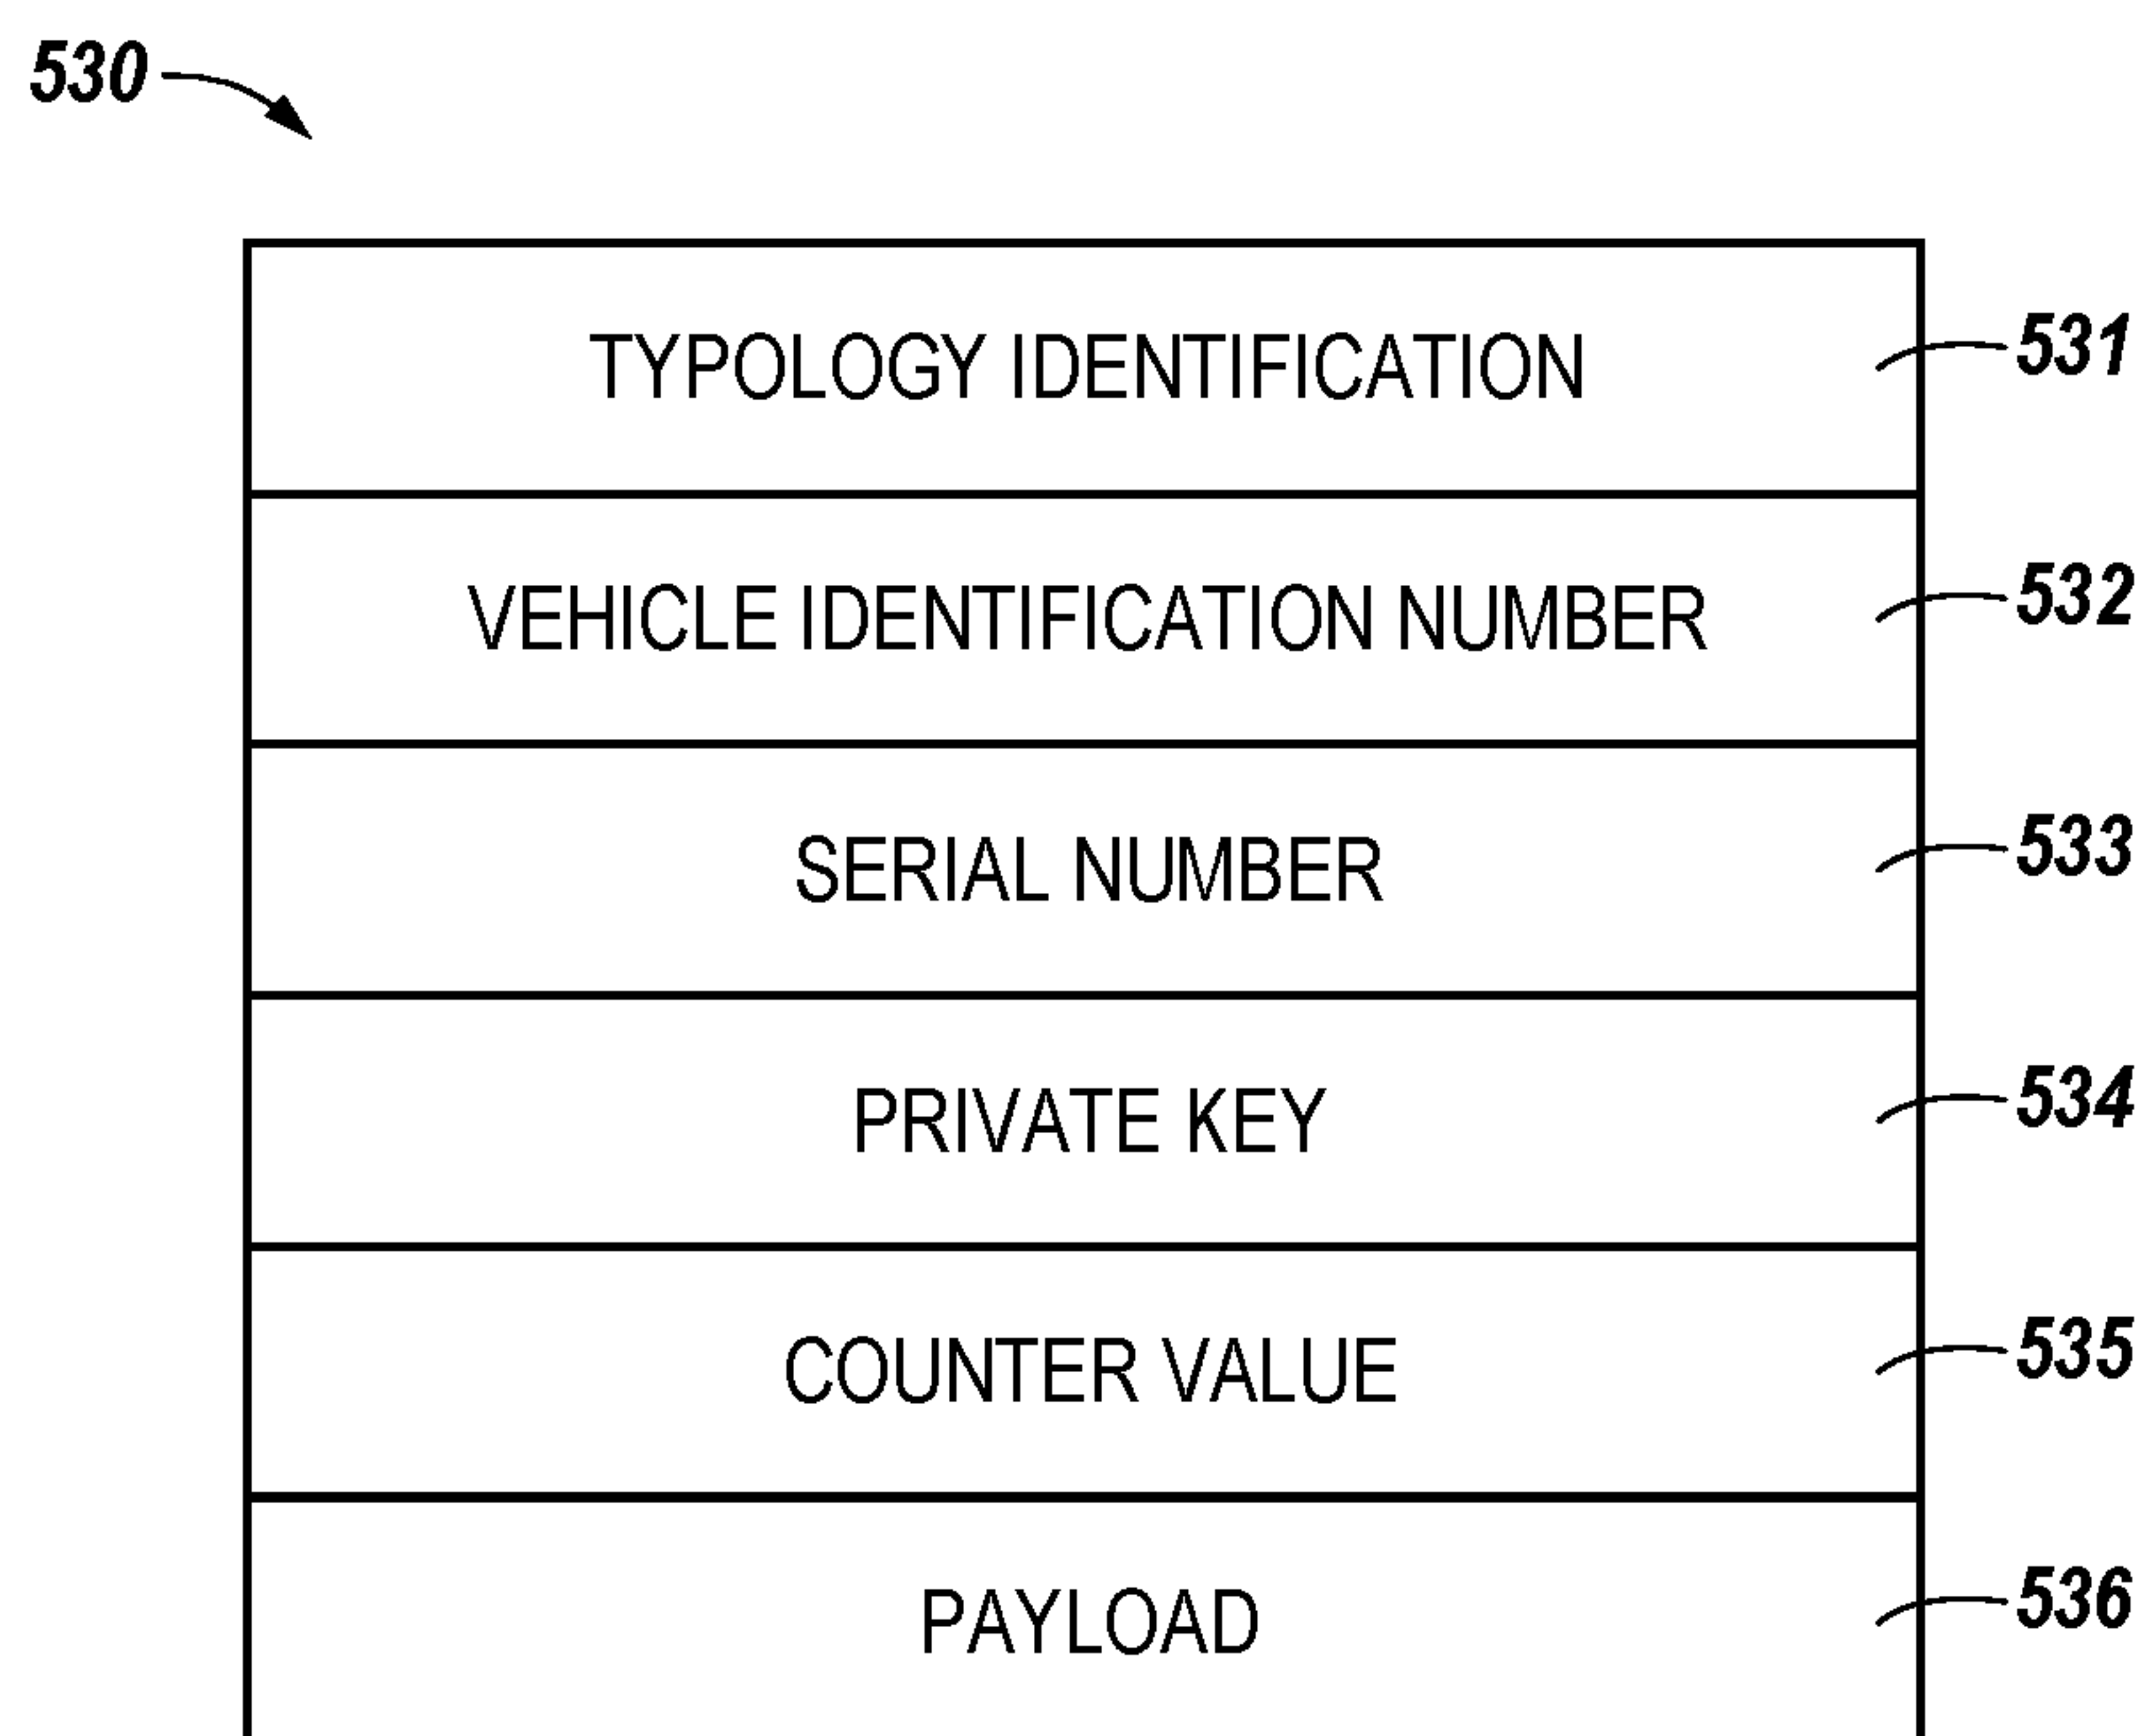 530
TYPOLOGY IDENTIFICATION 531
VEHICLE IDENTIFICATION NUMBER 532
SERIAL NUMBER 533
PRIVATE KEY 534
COUNTER VALUE 535
PAYLOAD 536